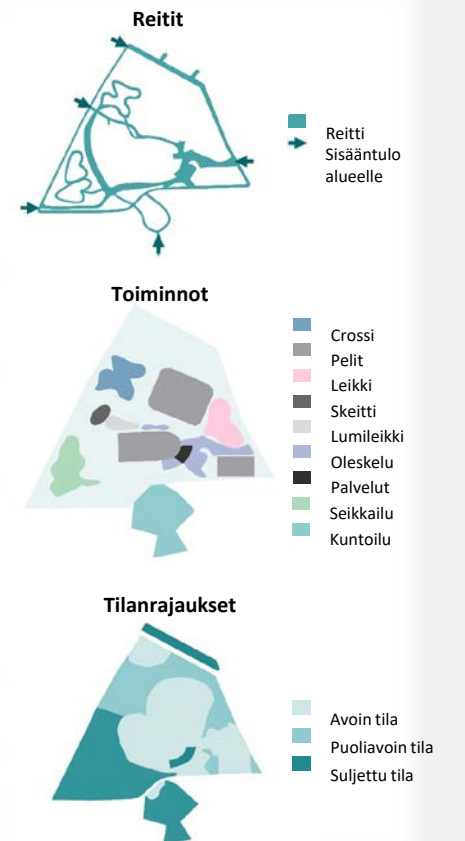 Reitit
Reitti
Sisääntulo
alueelle
Toiminnot
Crossi
Pelit
Leikki
Skeitti
Lumileikki
Oleskelu
Palvelut
Seikkailu
Kuntoilu
Tilanrajaukset
Avoin tila
Puoliavoin tila
Suljettu tila